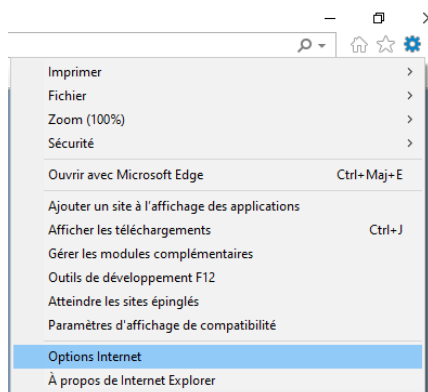 Imprimer
Fichier
Zoom (100%)
Sécurité
Ouvrir avec Microsoft Edge Ctrl+Maj+E
Ajouter un site à l'affichage des applications
Afficher les téléchargements Ctrl+J
Gérer les modules complémentaires
Outils de développement F12
Atteindre les sites épinglés
Paramètres d'affichage de compatibilité
Options Internet
À propos de Internet Explorer